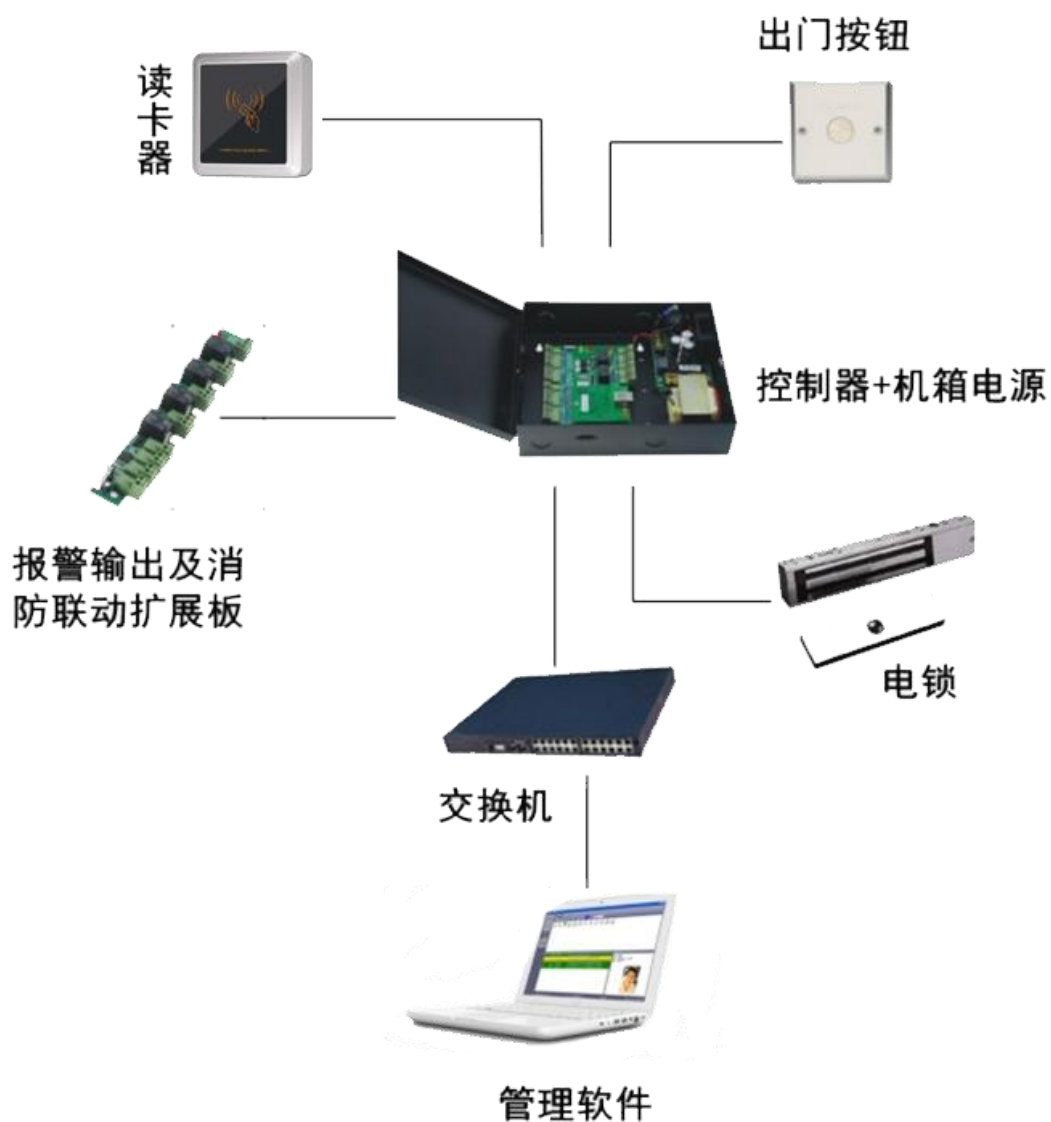 出门按钮
读卡器
控制器+机箱电源
报警输出及消
防联动扩展板
电锁
交换机
管理软件